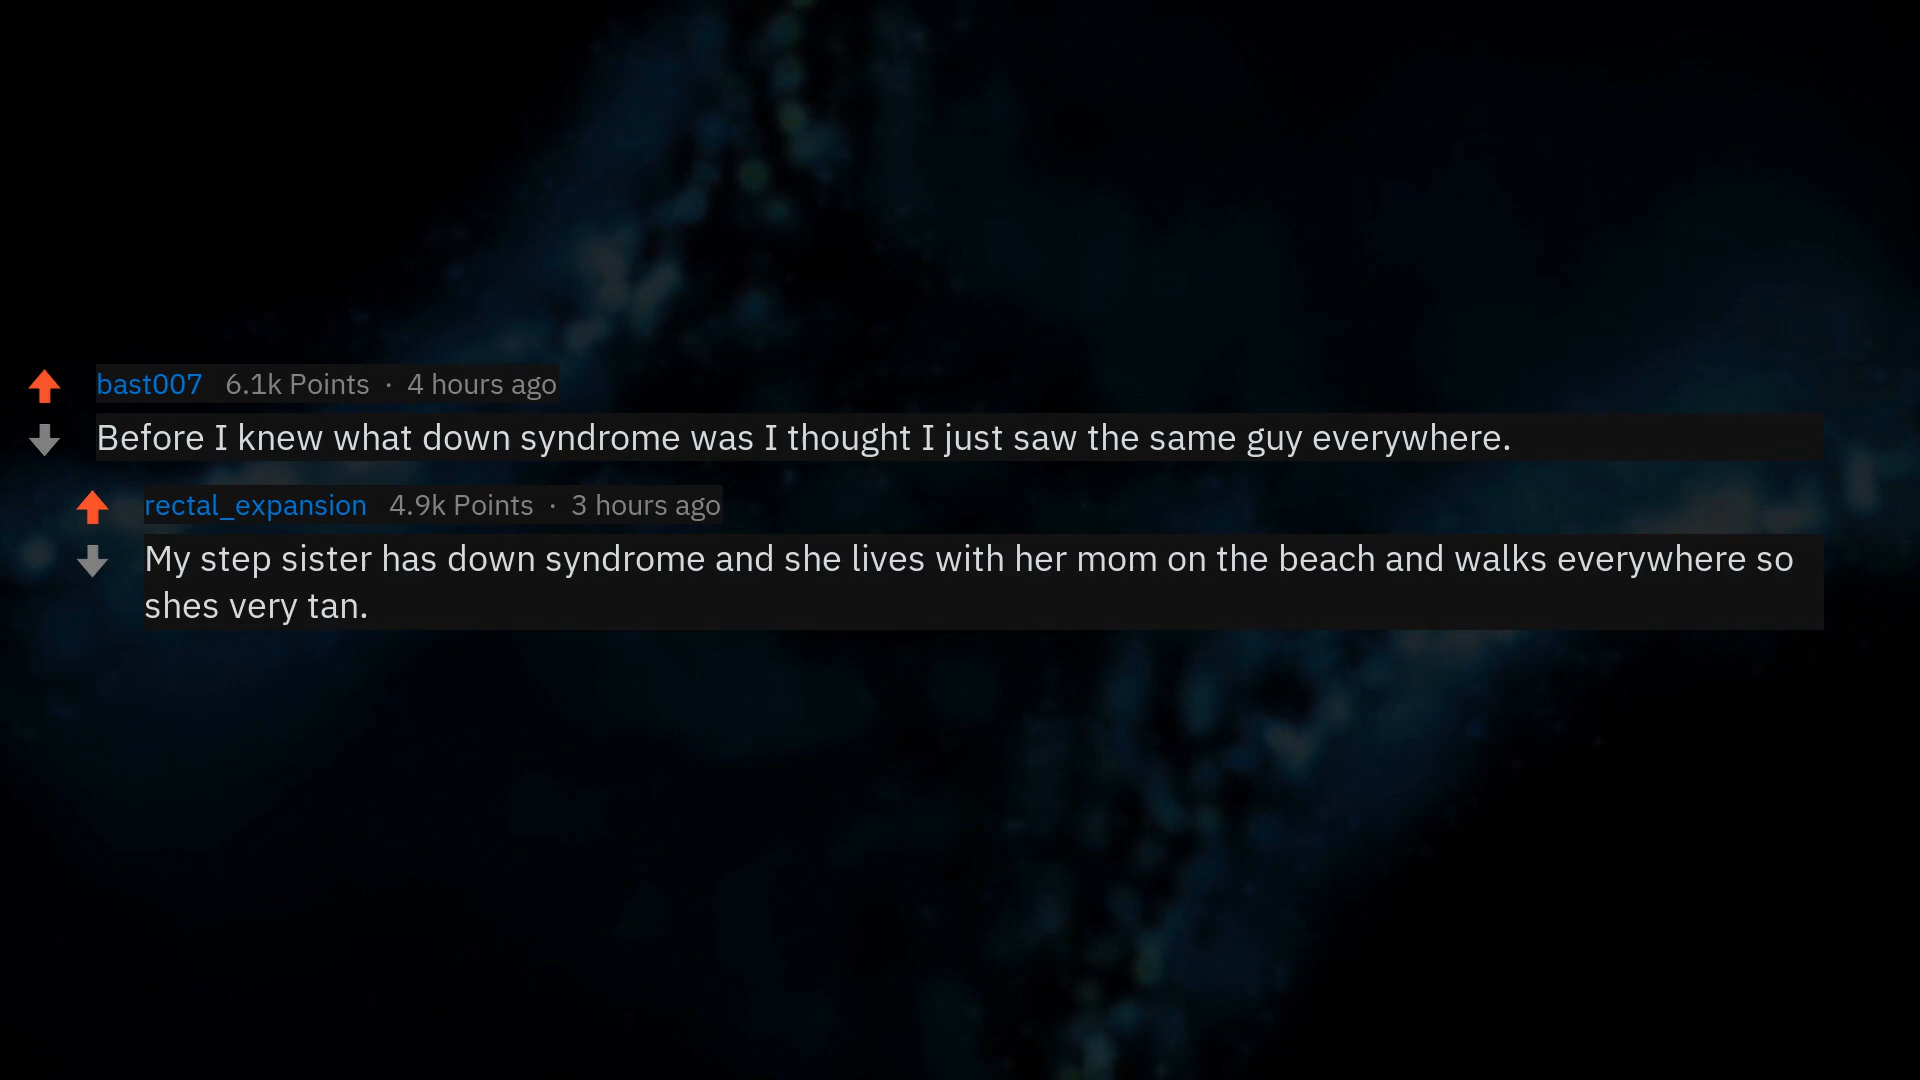 bast007 6.1k Points · 4 hours ago
Before I knew what down syndrome was I thought I just saw the same guy everywhere.
rectal_expansion 4.9k Points · 3 hours ago
My step sister has down syndrome and she lives with her mom on the beach and walks everywhere so
shes very tan.